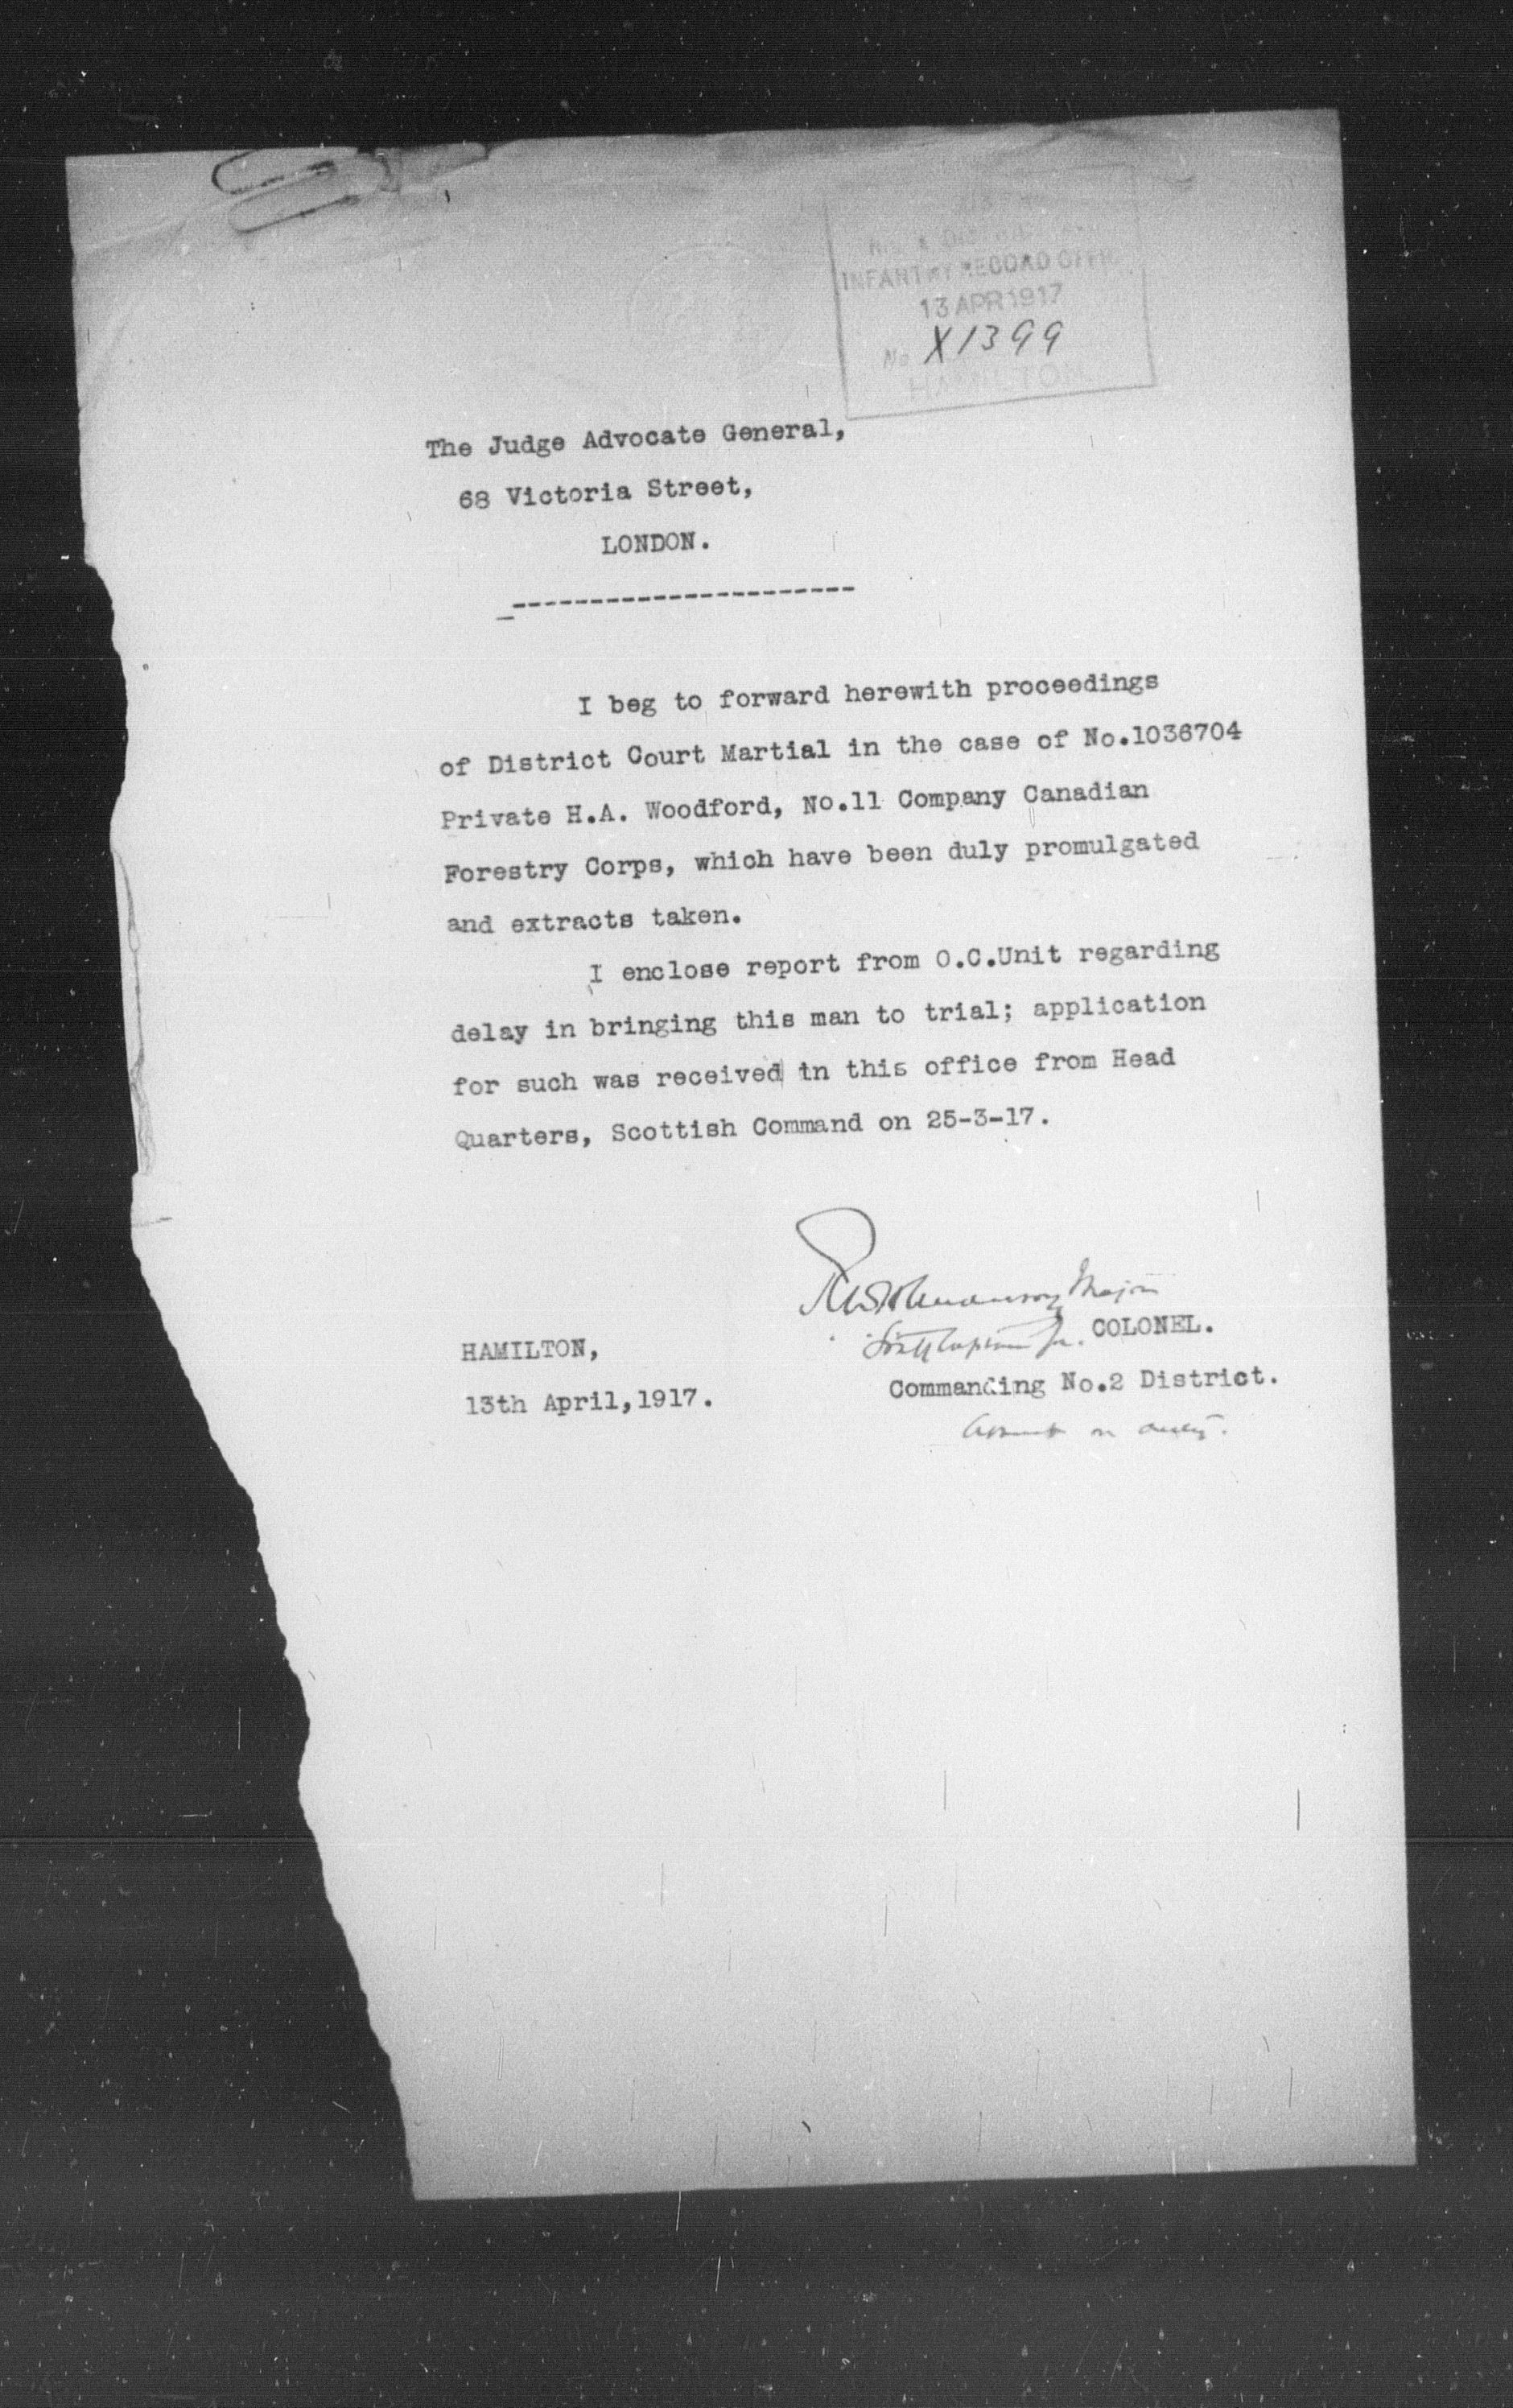 INFANTRY RECORD OFFICE
13 APR 1917
No X1399
HAMILTON
The Judge Advocate General,
68 Victoria Street,
LONDON.
I beg to forward herewith proceedings
of District Court Martial in the case of No.1036704
Private H.A. Woodford, No.11 Company Canadian
Forestry Corps, which have been duly promulgated
and extracts taken.
I enclose report from O.C.Unit regarding
delay in bringing this man to trial; application
for such was received in this office from Head
Quarters, Scottish Command on 25-3-17.
Major
for COLONEL.
HAMILTON,
Commanding No.2 District.
13th April,1917.
Absent on duty.